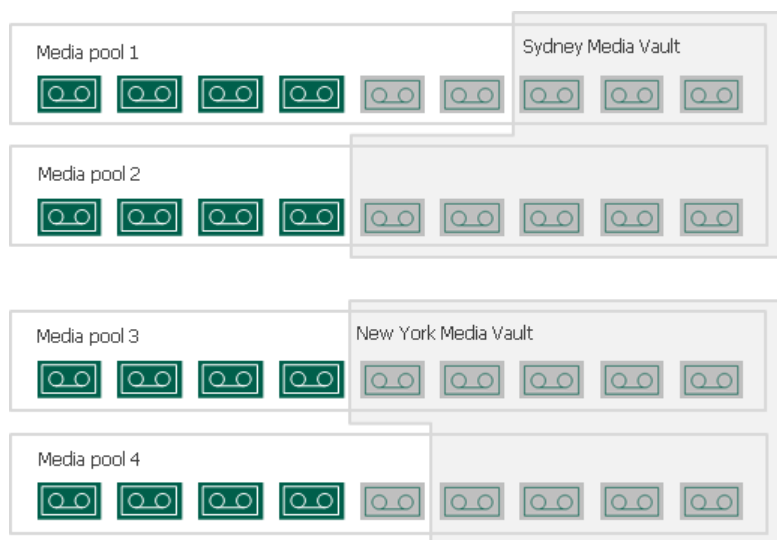 Media pool 1
Sydney Media Vault
Media pool 2
Media pool 3
New York Media Vault
Media pool 4